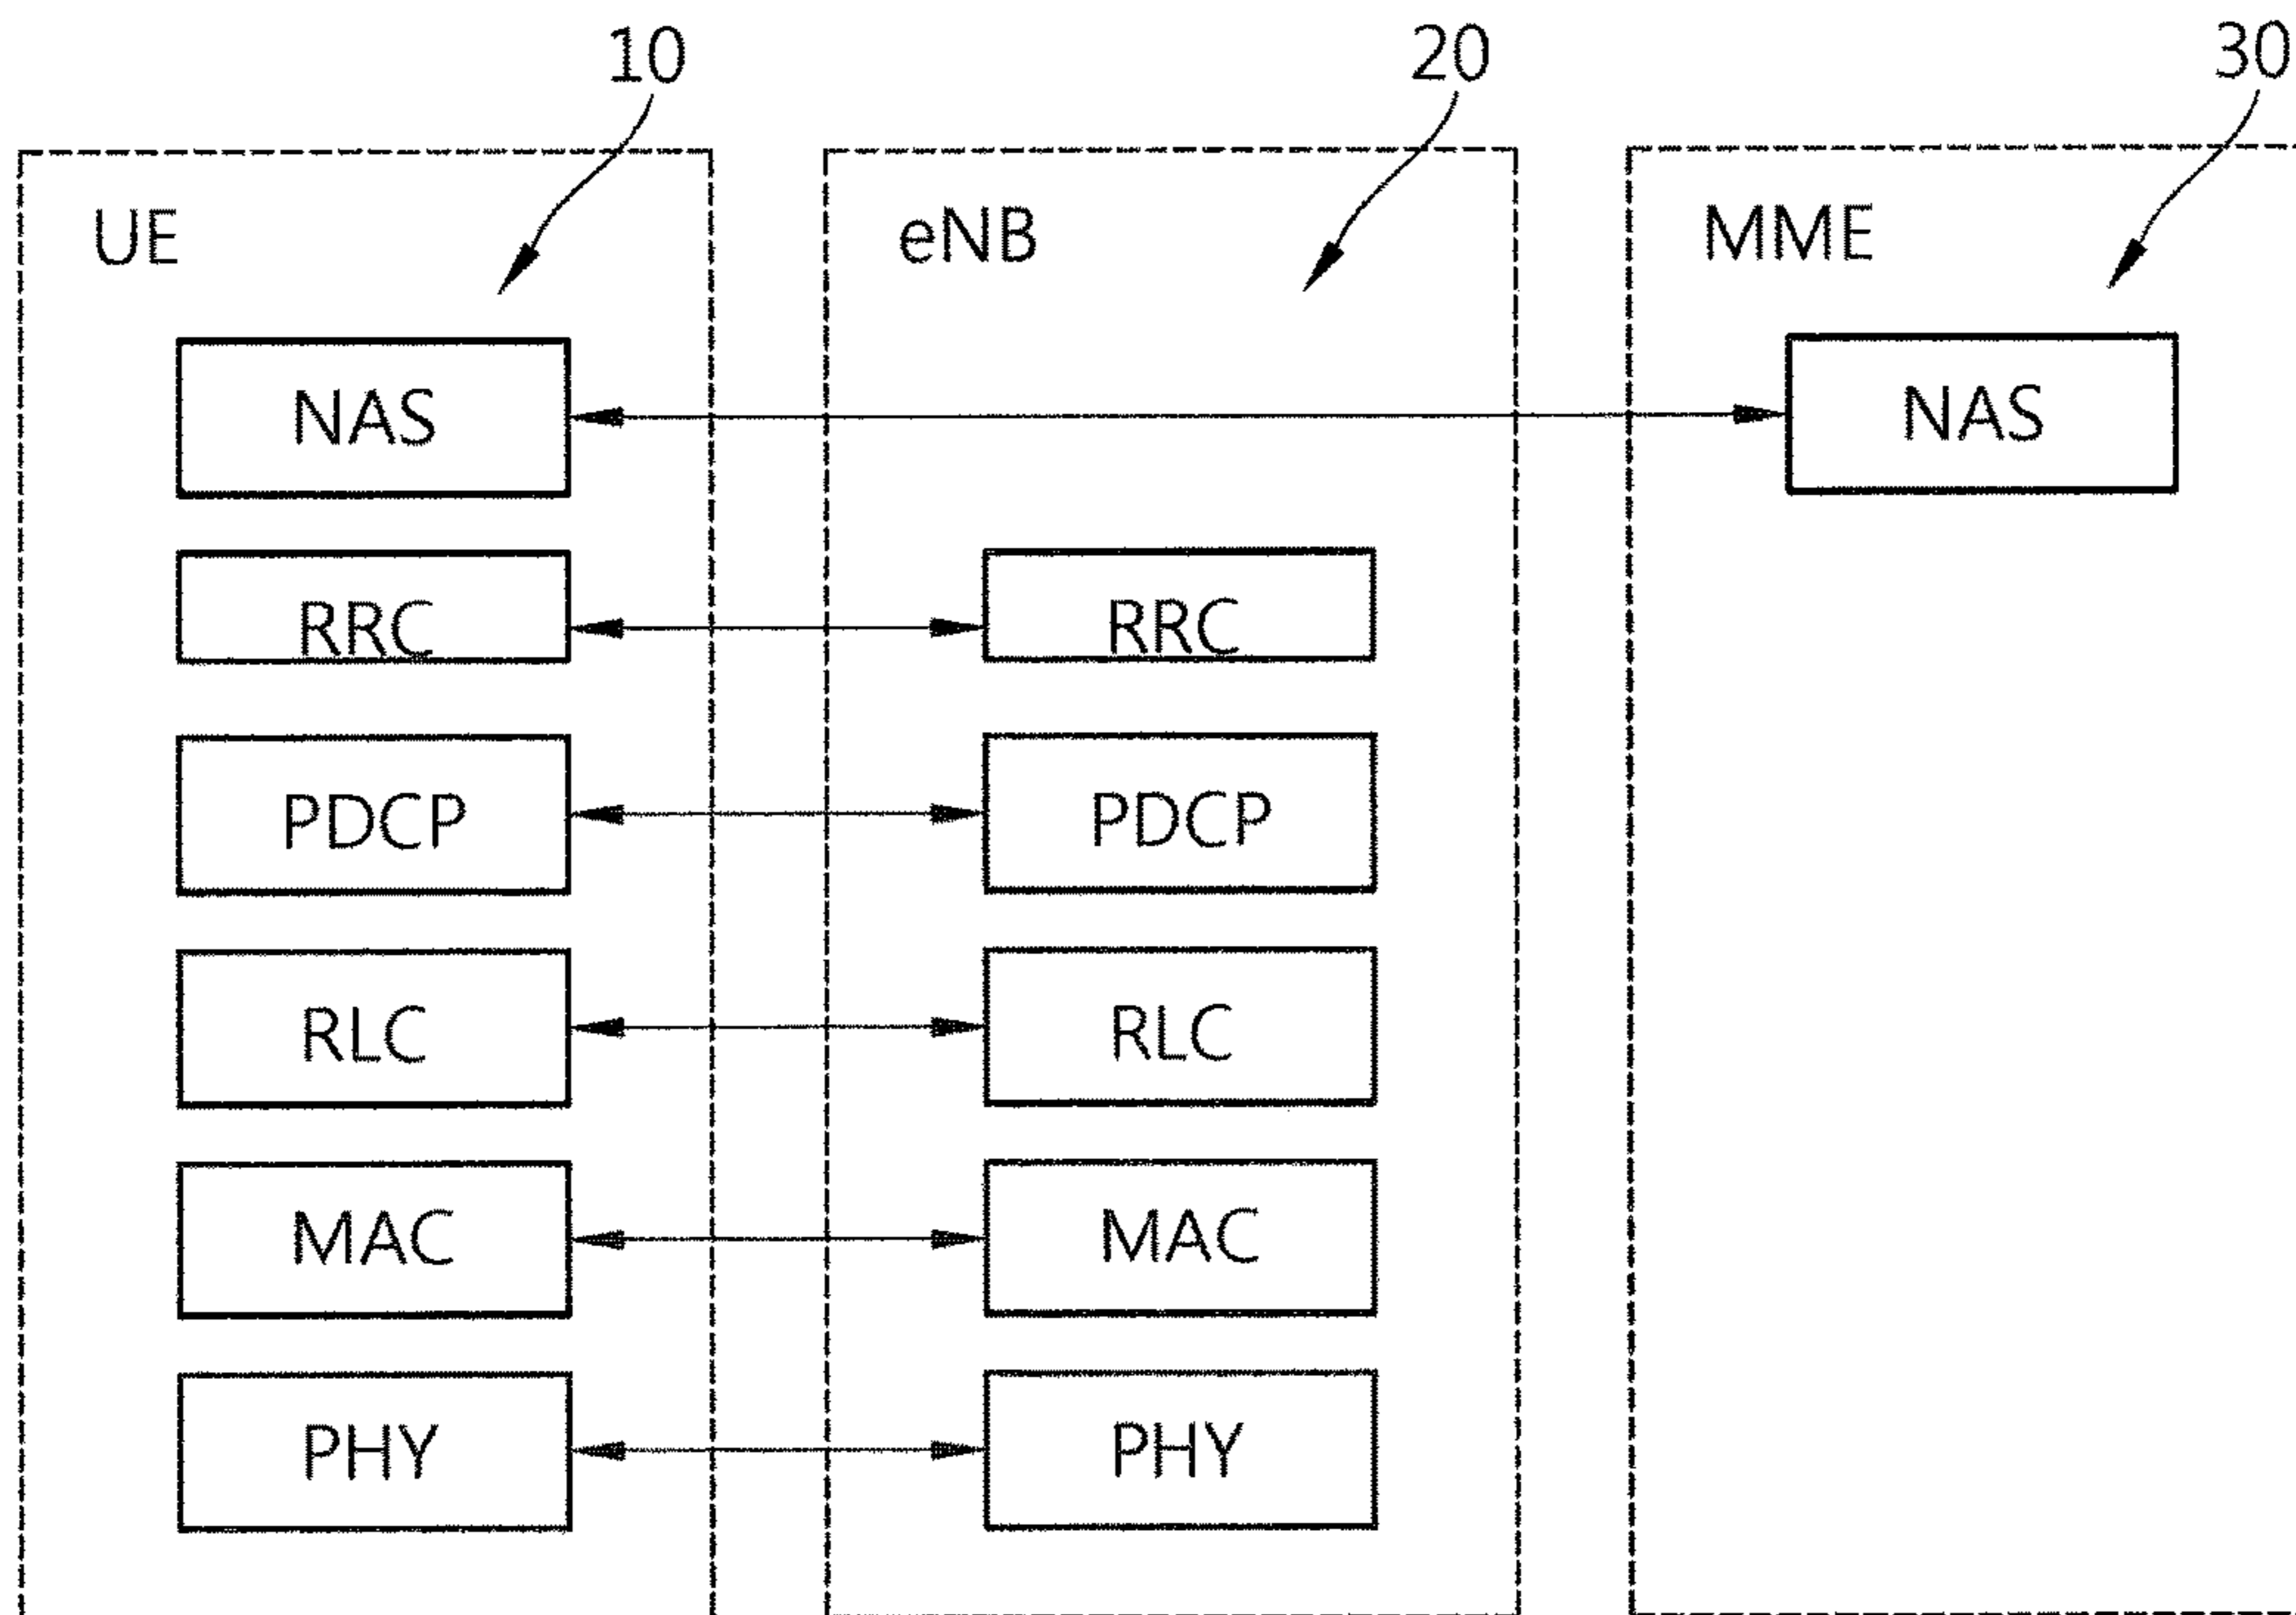 10 20 30
UE eNB MME
NAS NAS
RRC RRC
PDCP PDCP
RLC RLC
MAC MAC
PHY PHY